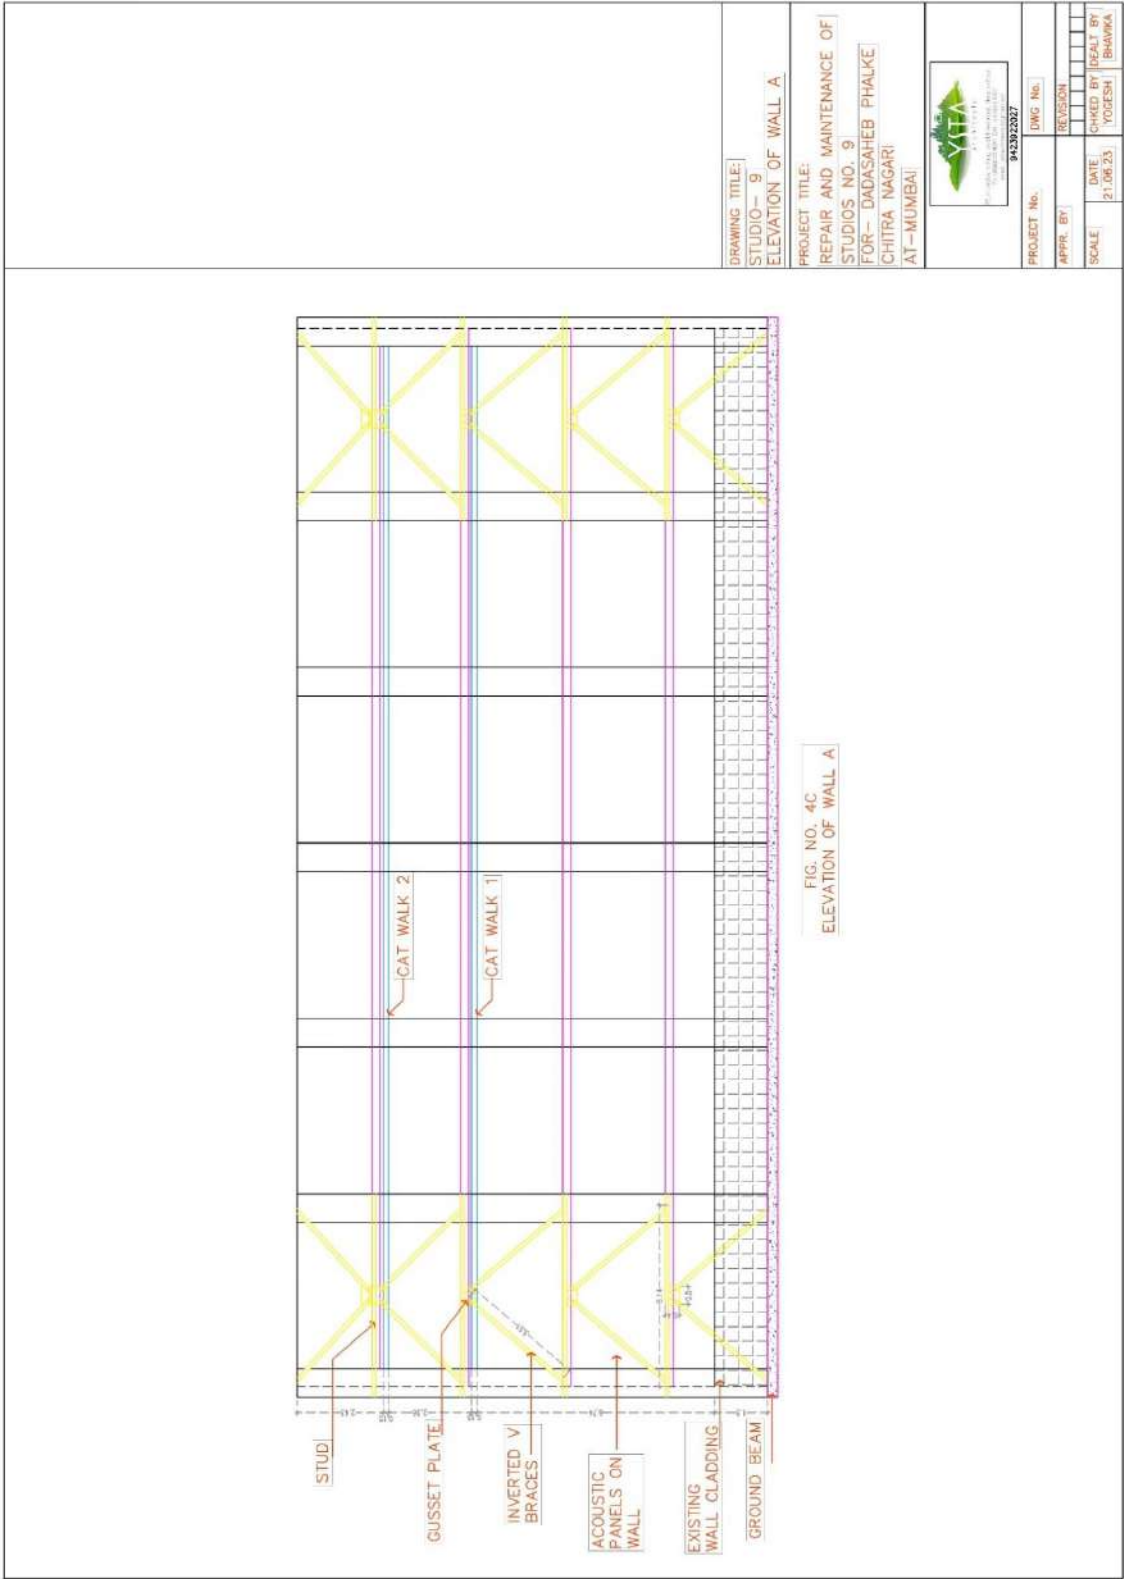 STUD
GUSSET PLATE
INVERTED V
BRACES
ACOUSTIC
PANELS ON
WALL
EXISTING
WALL CLADDING
GROUND BEAM
CAT WALK 2
CAT WALK 1
FIG. NO. 4C
ELEVATION OF WALL A
DRAWING TITLE:
STUDIO- 9
ELEVATION OF WALL A
PROJECT TITLE:
REPAIR AND MAINTENANCE OF
STUDIOS NO. 9
FOR- DADASAHEB PHALKE
CHITRA NAGARI
AT-MUMBAI
9423922027
PROJECT No.
DWG No.
APPR. BY
REVISION
SCALE
DATE
21.06.23
CHKED BY
YOGESH
DEALT BY
BHAVIKA